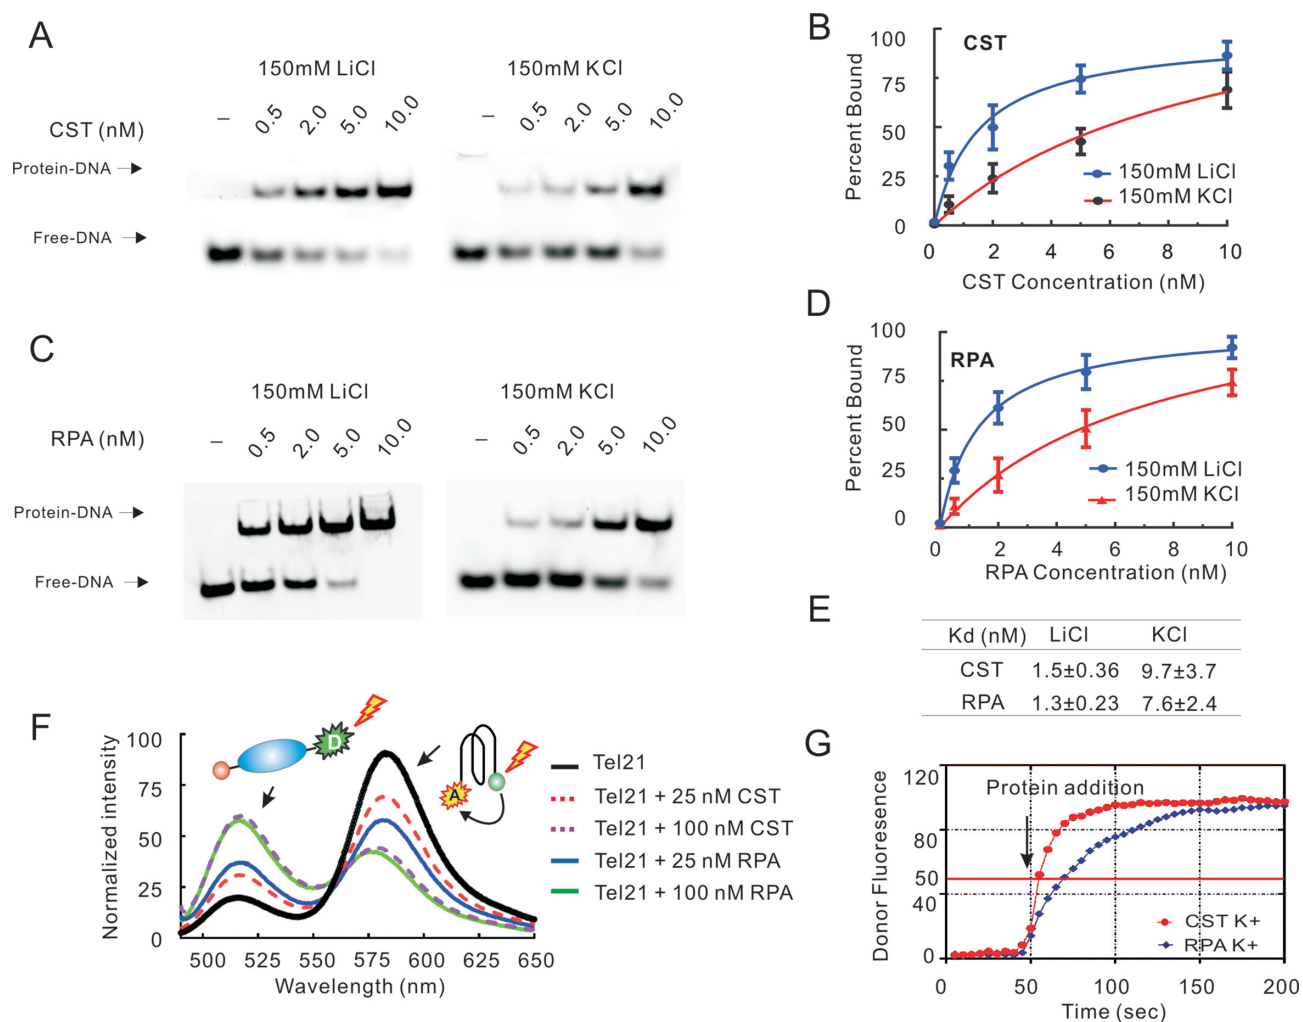 A
150mM LiCl
150mM KCl
CST (nM)
– 0.5 2.0 5.0 10.0
– 0.5 2.0 5.0 10.0
Protein-DNA
Free-DNA
B
CST
Percent Bound
100
75
50
25
0
150mM LiCl
150mM KCl
0 2 4 6 8 10
CST Concentration (nM)
C
150mM LiCl
150mM KCl
RPA (nM)
– 0.5 2.0 5.0 10.0
– 0.5 2.0 5.0 10.0
Protein-DNA
Free-DNA
D
RPA
Percent Bound
100
75
50
25
0
150mM LiCl
150mM KCl
0 2 4 6 8 10
RPA Concentration (nM)
E
Kd (nM) LiCl KCl
CST 1.5±0.36 9.7±3.7
RPA 1.3±0.23 7.6±2.4
F
Normalized intensity
100
75
50
25
0
D
A
Tel21
Tel21 + 25 nM CST
Tel21 + 100 nM CST
Tel21 + 25 nM RPA
Tel21 + 100 nM RPA
500 525 550 575 600 625 650
Wavelength (nm)
G
Donor Fluorescence
120
80
50
40
0
Protein addition
CST K+
RPA K+
0 50 100 150 200
Time (sec)